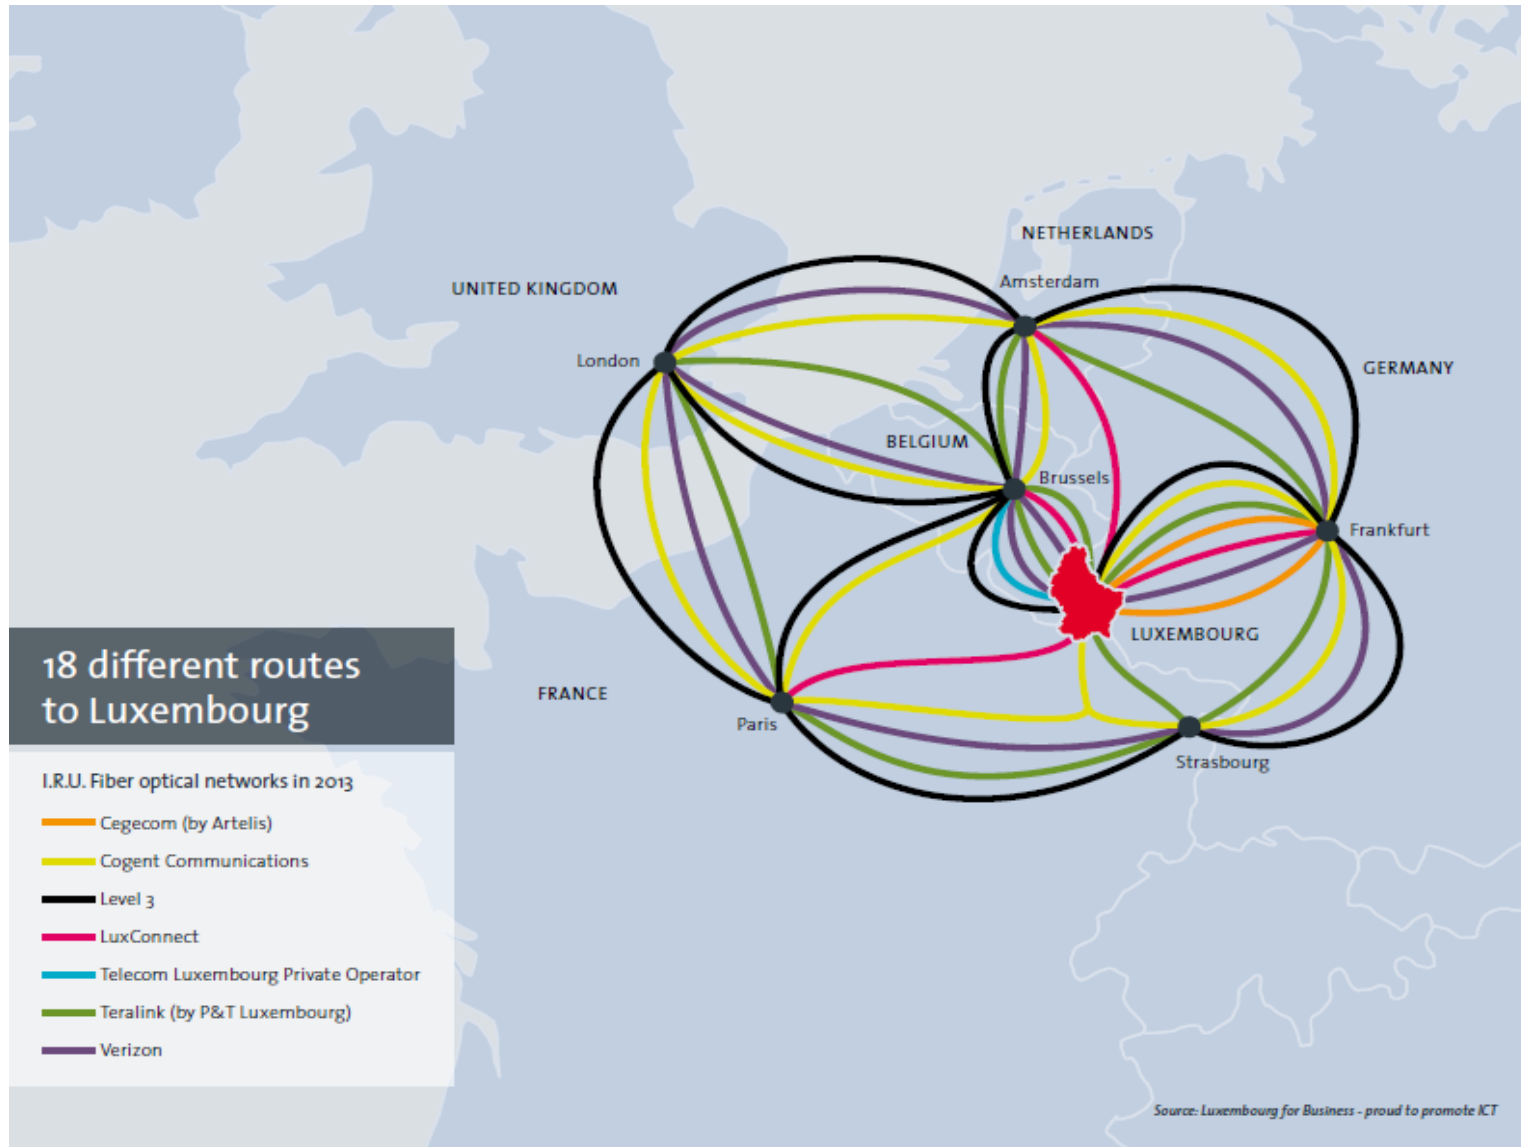 NETHERLANDS
Amsterdam
UNITED KINGDOM
London
GERMANY
BELGIUM
Brussels
Frankfurt
LUXEMBOURG
FRANCE
Paris
Strasbourg
18 different routes
to Luxembourg
I.R.U. Fiber optical networks in 2013
Cegecom (by Artelis)
Cogent Communications
Level 3
LuxConnect
Telecom Luxembourg Private Operator
Teralink (by P&T Luxembourg)
Verizon
Source: Luxembourg for Business - proud to promote ICT